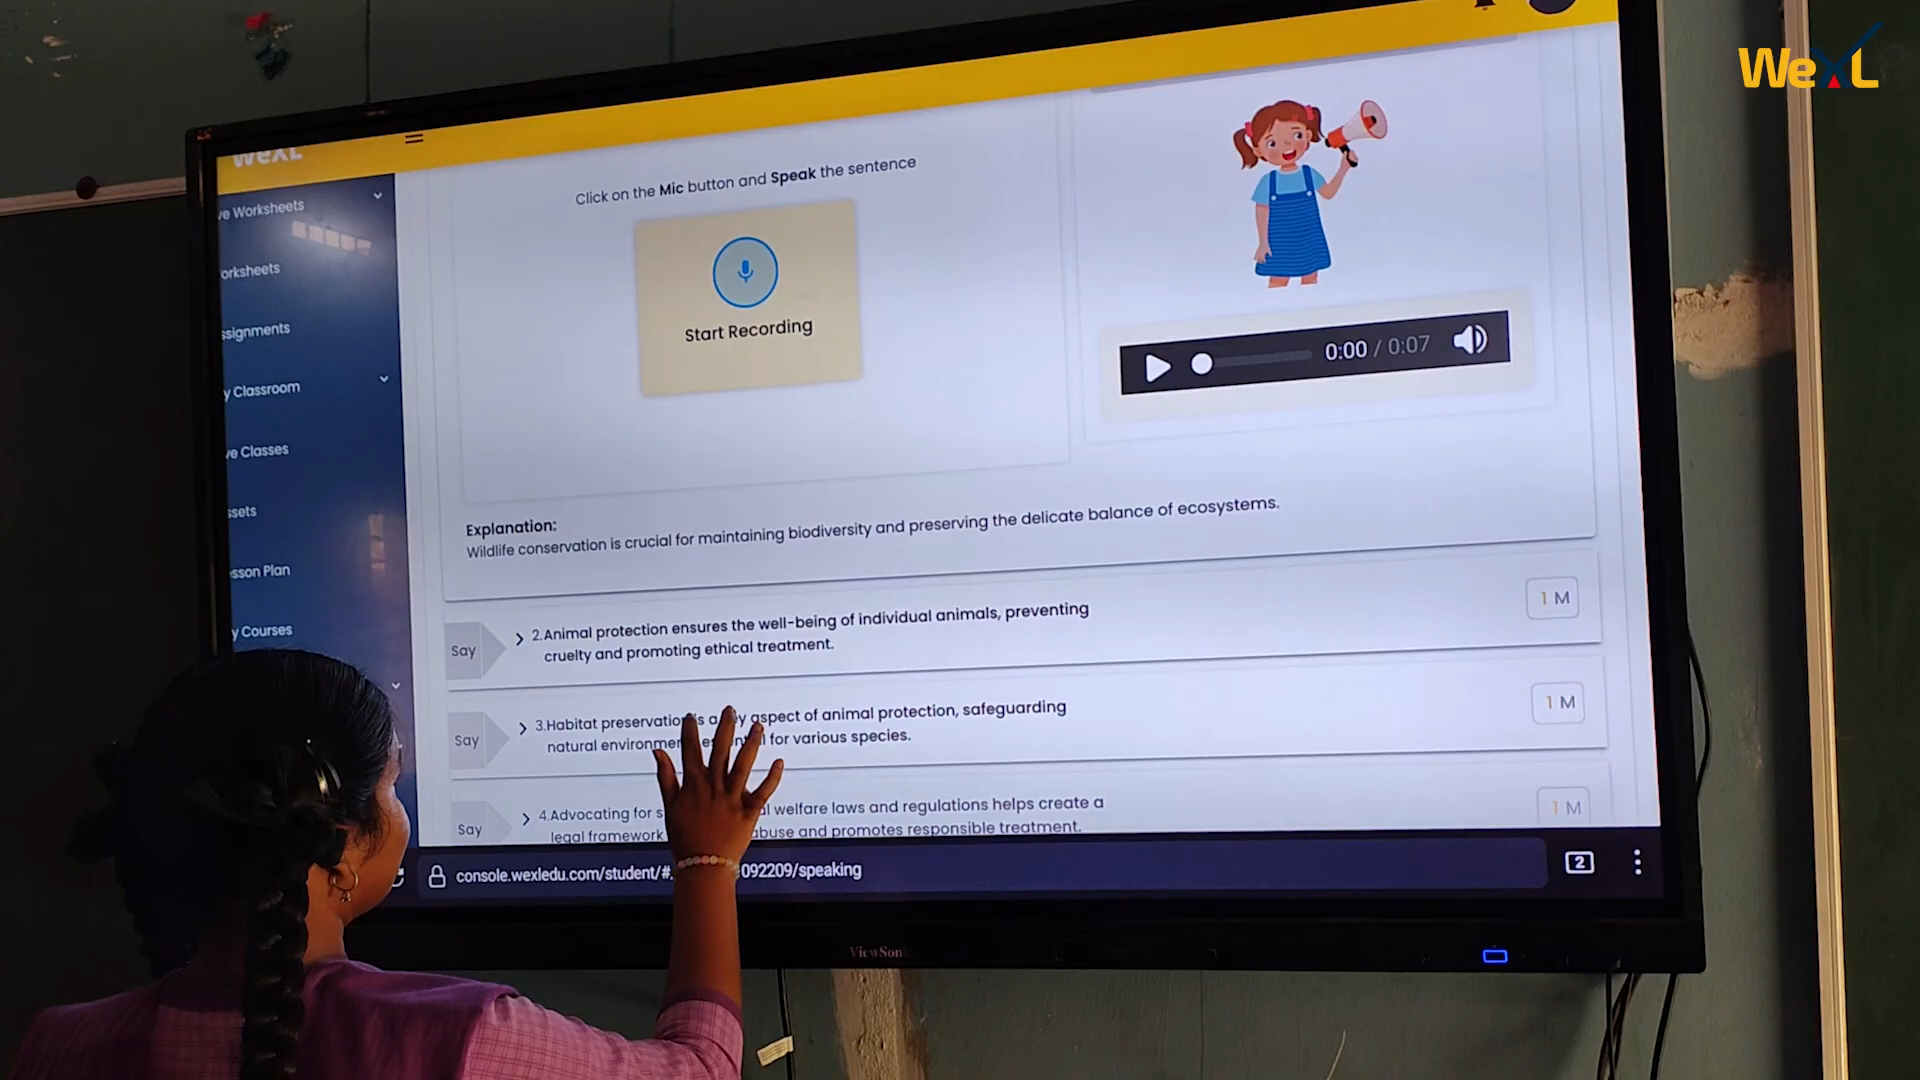 WeXL
WeXL
Click on the Mic button and Speak the sentence
ve Worksheets
Start Recording
orksheets
0:00 / 0:07
ssignments
y Classroom
ve Classes
ssets
Explanation:
Wildlife conservation is crucial for maintaining biodiversity and preserving the delicate balance of ecosystems.
sson Plan
y Courses
Say
2.Animal protection ensures the well-being of individual animals, preventing
cruelty and promoting ethical treatment.
1 M
Say
3.Habitat preservation is a aspect of animal protection, safeguarding
natural for various species.
1 M
Say
4.Advocating for welfare laws and regulations helps create a
legal framework abuse and promotes responsible treatment.
1 M
console.wexledu.com/student/# 092209/speaking
2
ViewSonic